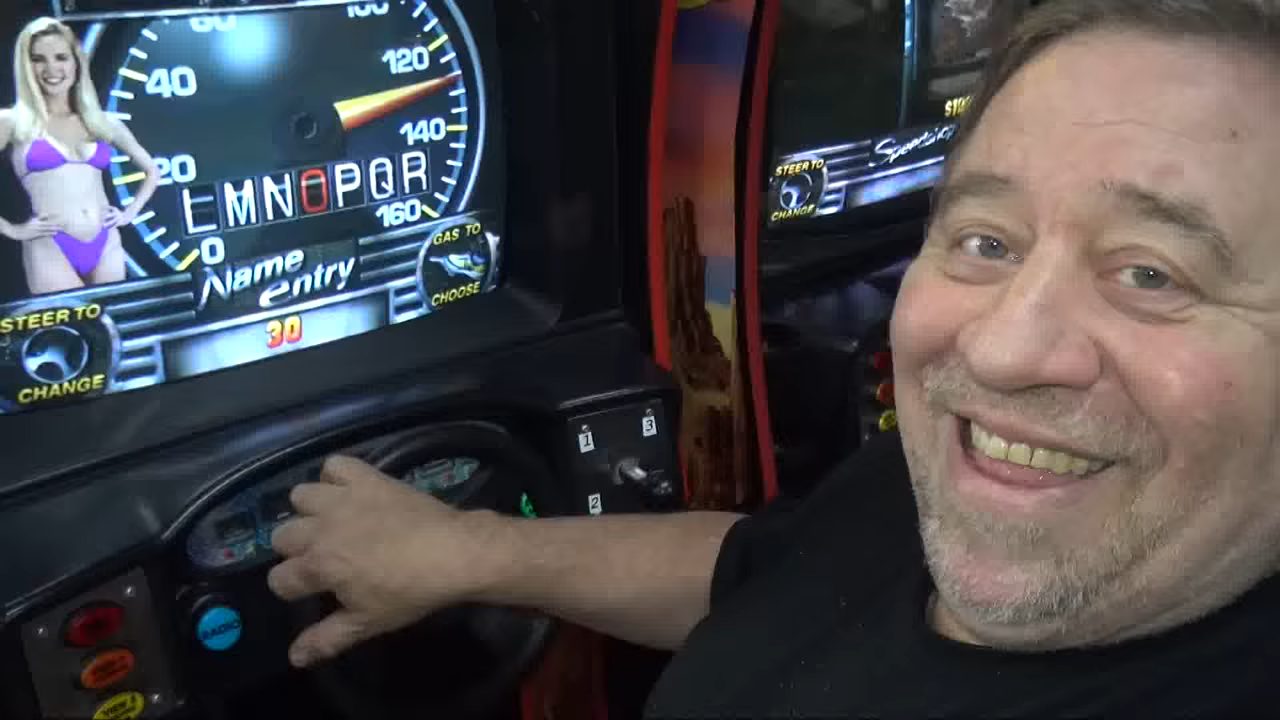 60
100
40
120
140
20
LMNOPQR
160
0
GAS TO
CHOOSE
Name
entry
STEER TO
CHANGE
30
STEER TO
CHANGE
1
3
2
RADIO